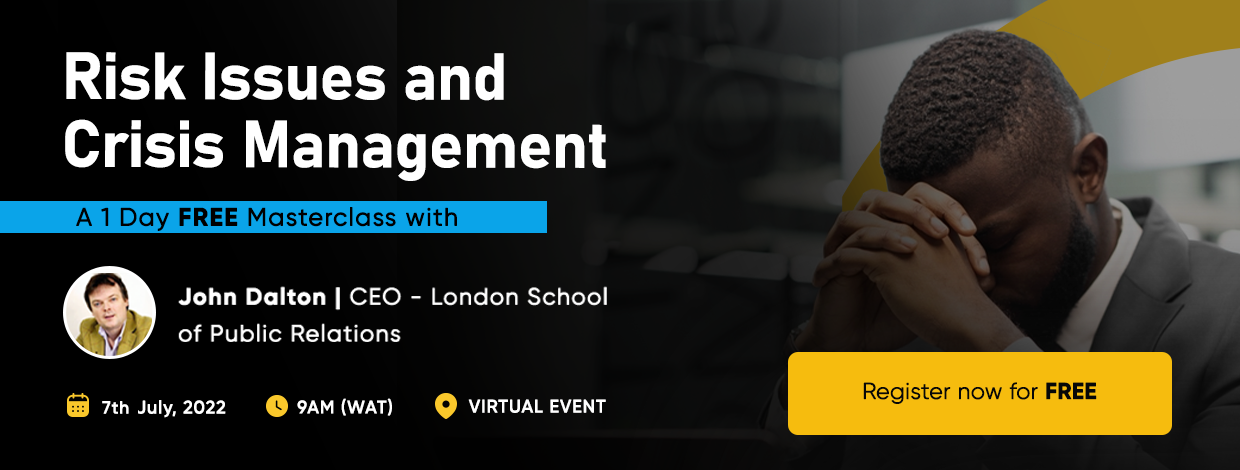 Risk Issues and
Crisis Management
A 1 Day FREE Masterclass with
John Dalton | CEO - London School
of Public Relations
7th July, 2022
9AM (WAT)
VIRTUAL EVENT
Register now for FREE